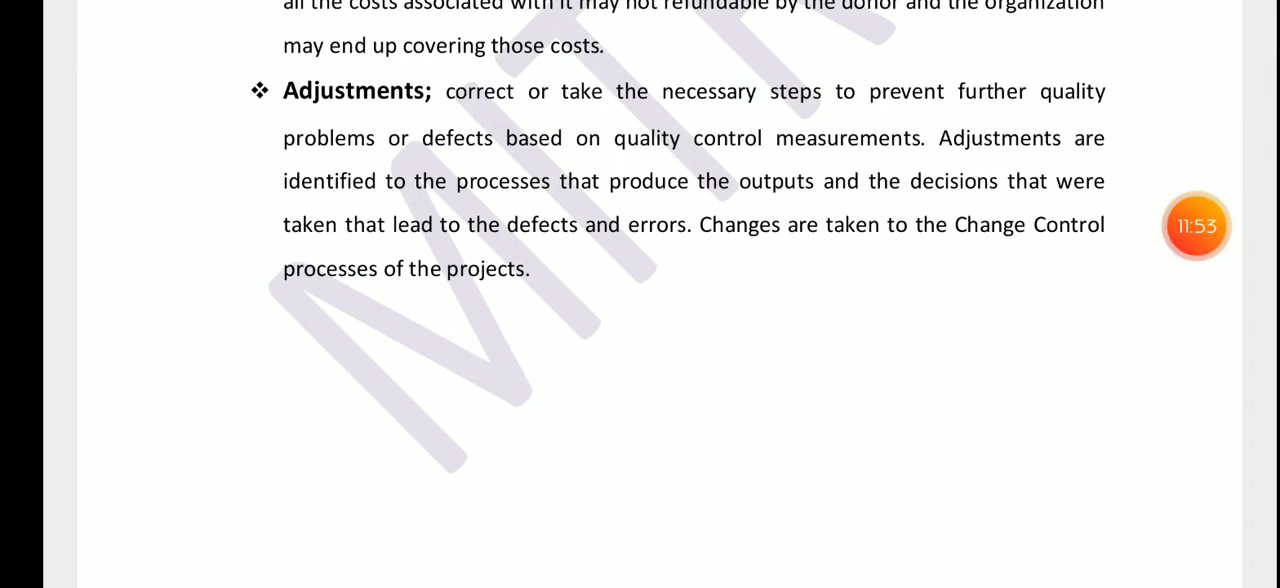 all the costs associated with it may not refundable by the donor and the organization
may end up covering those costs.
❖ Adjustments; correct or take the necessary steps to prevent further quality
problems or defects based on quality control measurements. Adjustments are
identified to the processes that produce the outputs and the decisions that were
taken that lead to the defects and errors. Changes are taken to the Change Control
processes of the projects.
11:53